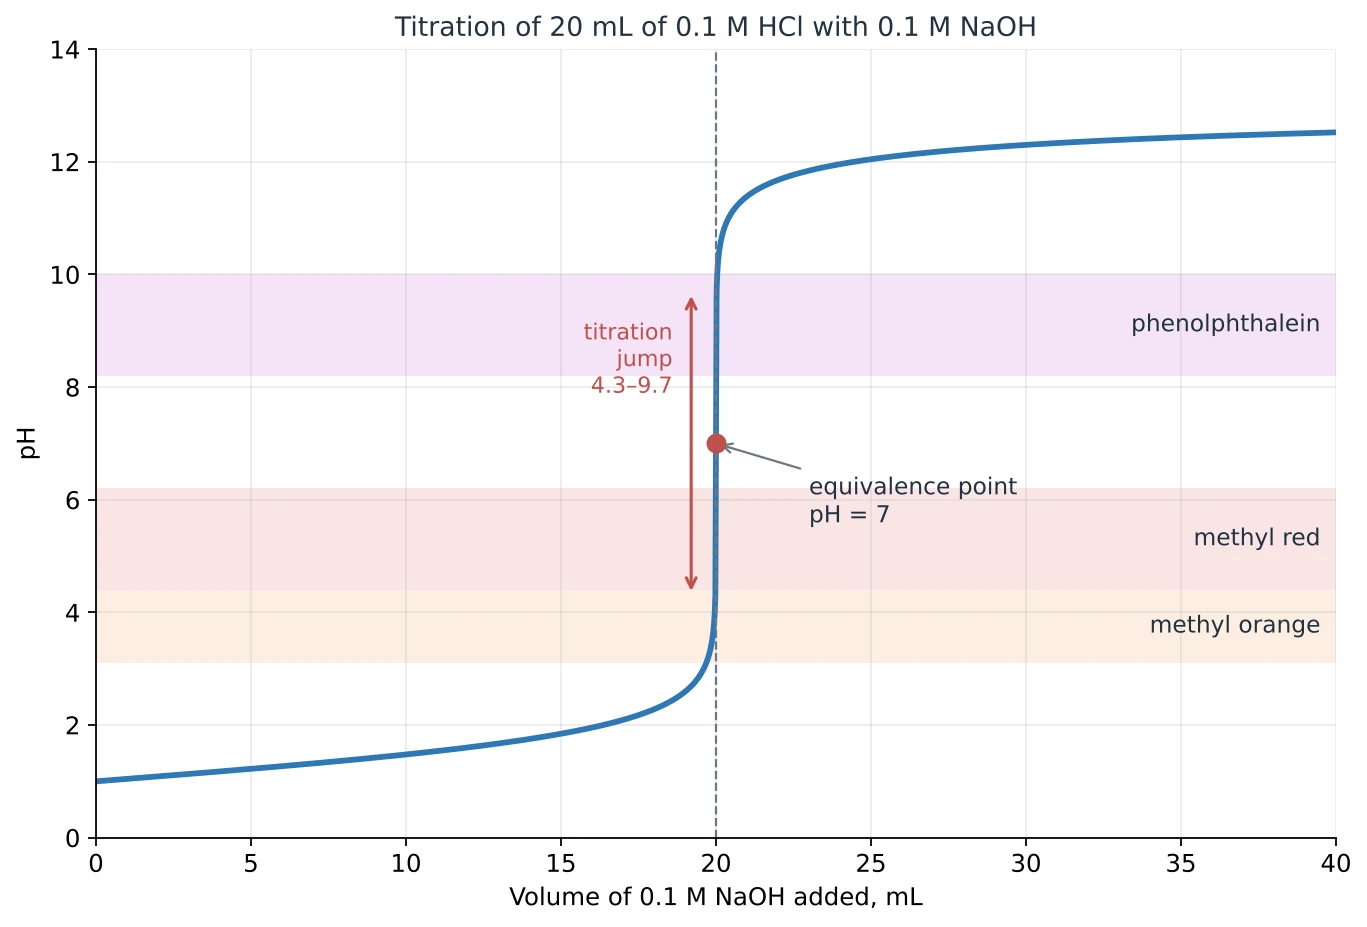 Titration of 20 mL of 0.1 M HCl with 0.1 M NaOH
14
12
10
8
6
4
2
0
pH
phenolphthalein
titration
jump
4.3–9.7
equivalence point
pH = 7
methyl red
methyl orange
0 5 10 15 20 25 30 35 40
Volume of 0.1 M NaOH added, mL